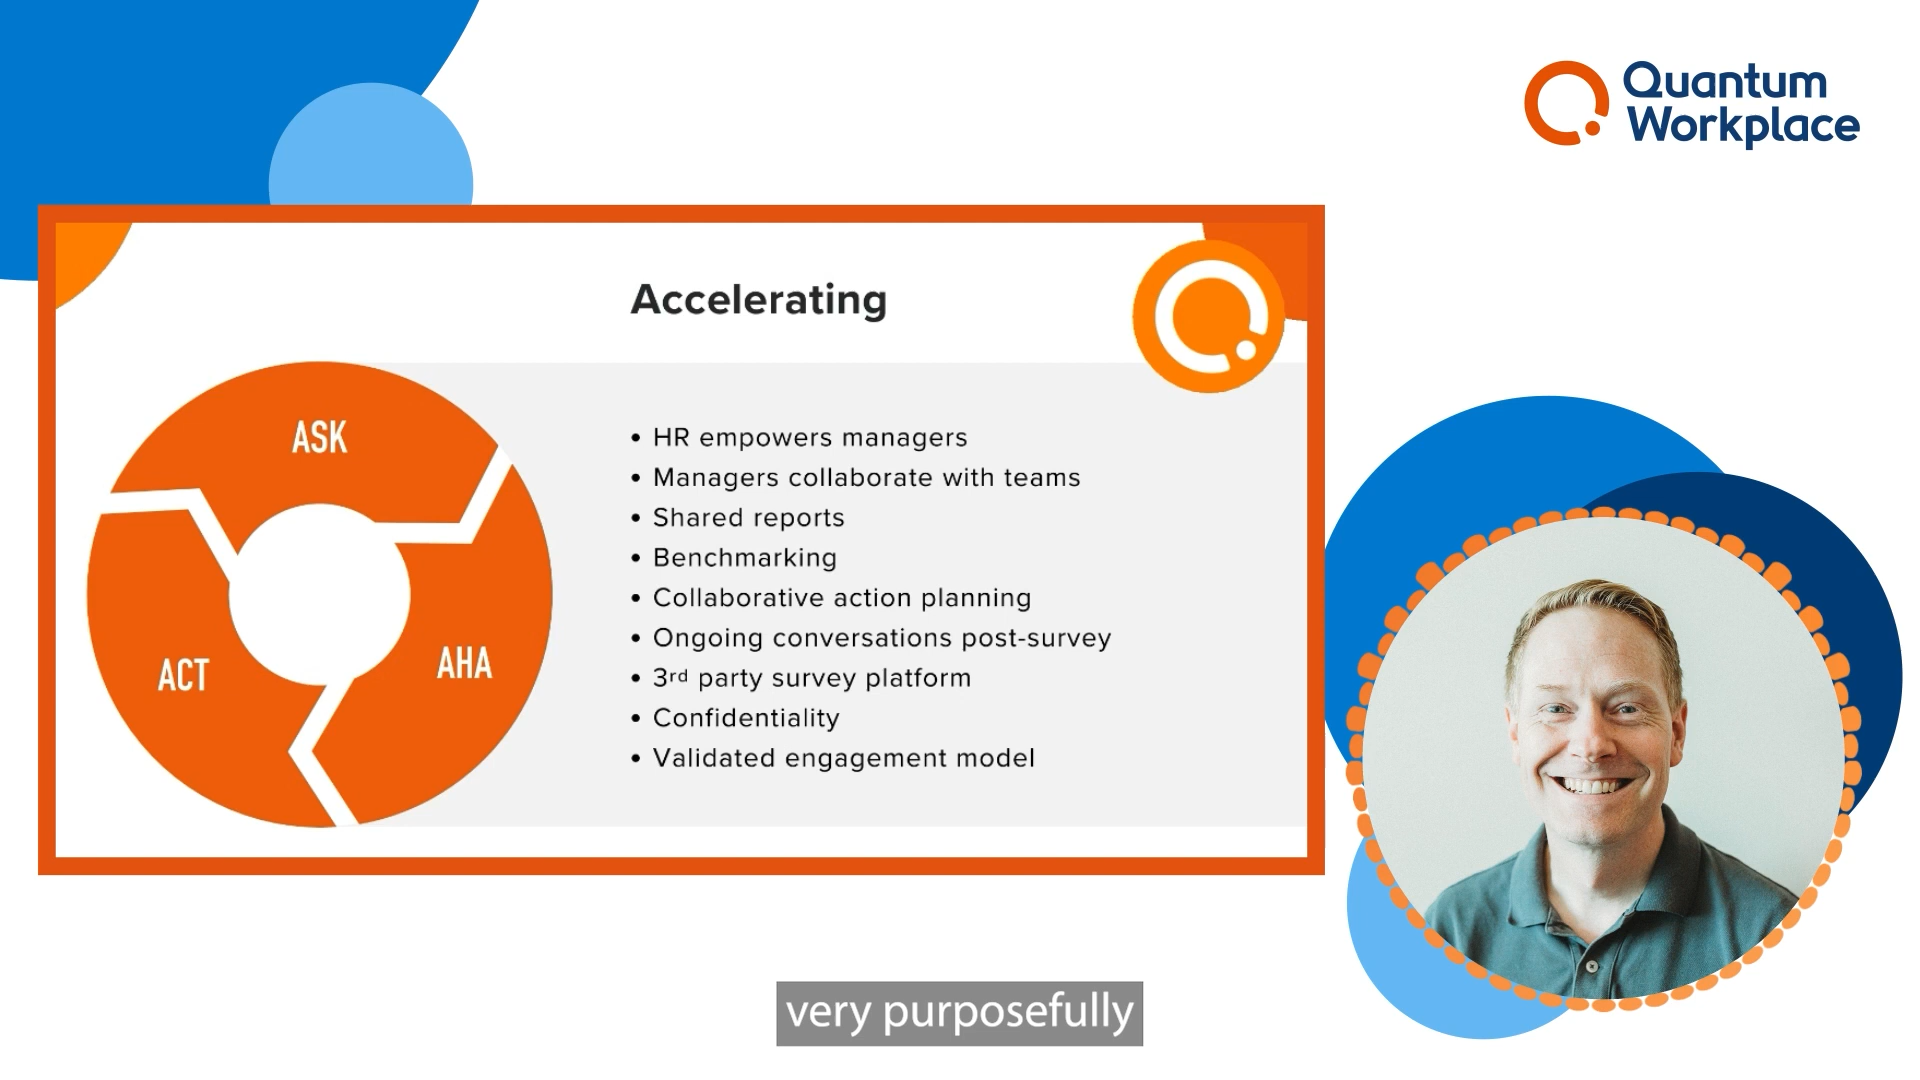 Quantum
Workplace
Accelerating
ASK
AHA
ACT
• HR empowers managers
• Managers collaborate with teams
• Shared reports
• Benchmarking
• Collaborative action planning
• Ongoing conversations post-survey
• 3rd party survey platform
• Confidentiality
• Validated engagement model
very purposefully